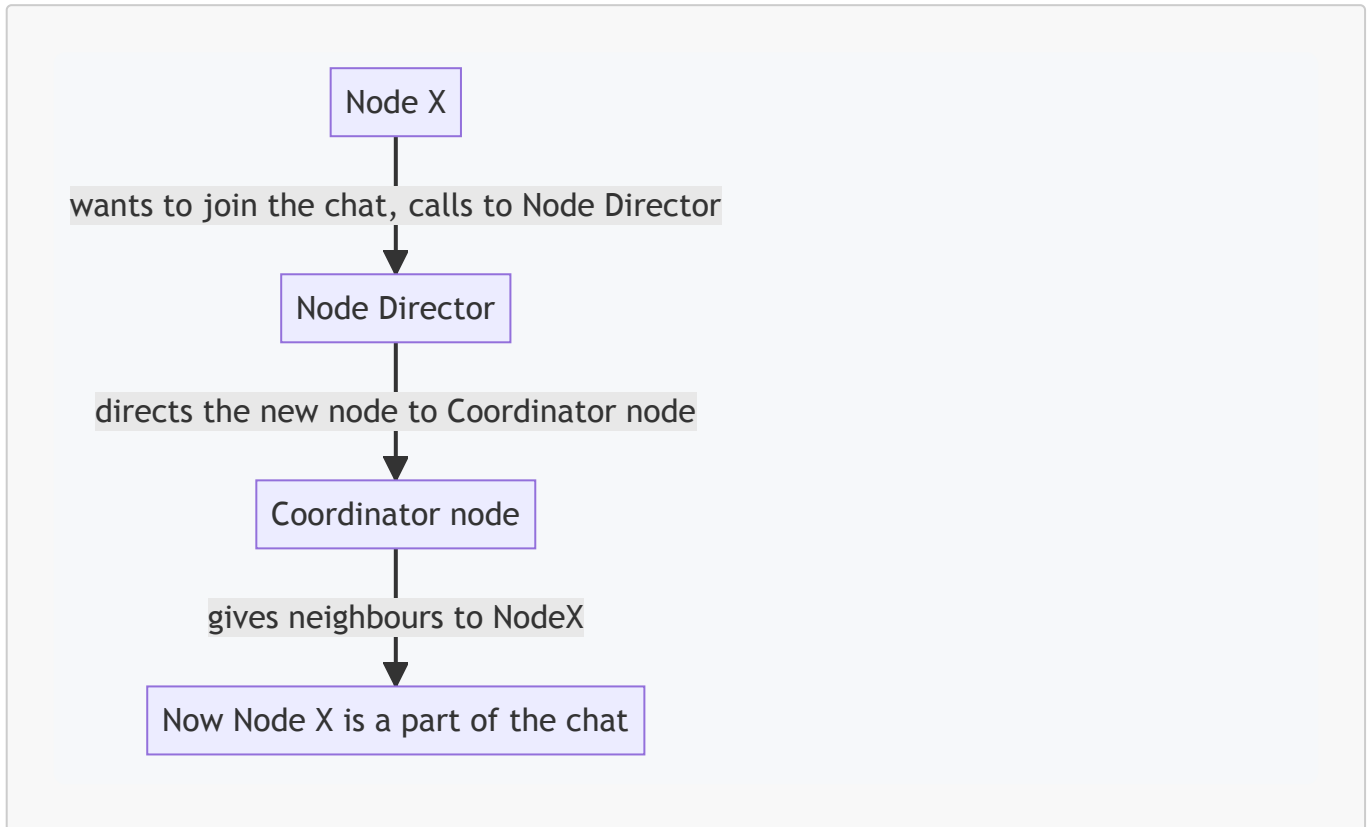 Node X
wants to join the chat, calls to Node Director
Node Director
directs the new node to Coordinator node
Coordinator node
gives neighbours to NodeX
Now Node X is a part of the chat